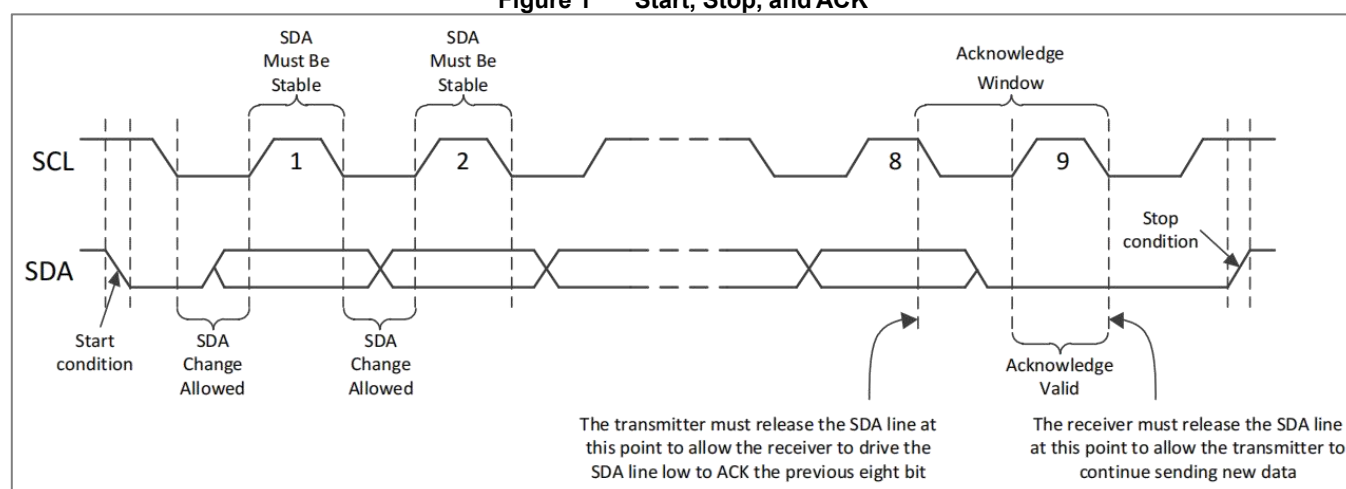 Figure 1 Start, Stop, and ACK
SDA
Must Be
Stable
SDA
Must Be
Stable
Acknowledge
Window
SCL
1
2
8
9
Stop
condition
SDA
Start
condition
SDA
Change
Allowed
SDA
Change
Allowed
Acknowledge
Valid
The transmitter must release the SDA line at
this point to allow the receiver to drive the
SDA line low to ACK the previous eight bit
The receiver must release the SDA line
at this point to allow the transmitter to
continue sending new data